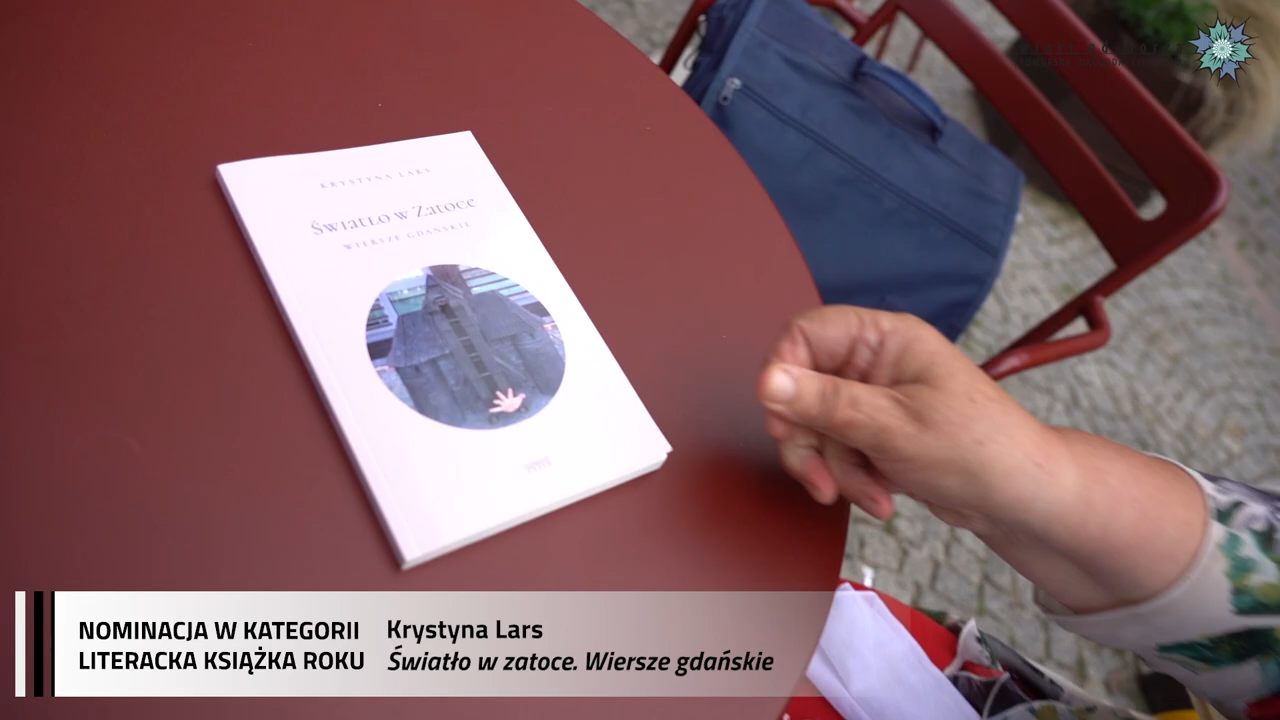 KRYSTYNA LARS
Światło w Zatoce
WIERSZE GDAŃSKIE
NOMINACJA W KATEGORII
LITERACKA KSIĄŻKA ROKU
Krystyna Lars
Światło w zatoce. Wiersze gdańskie